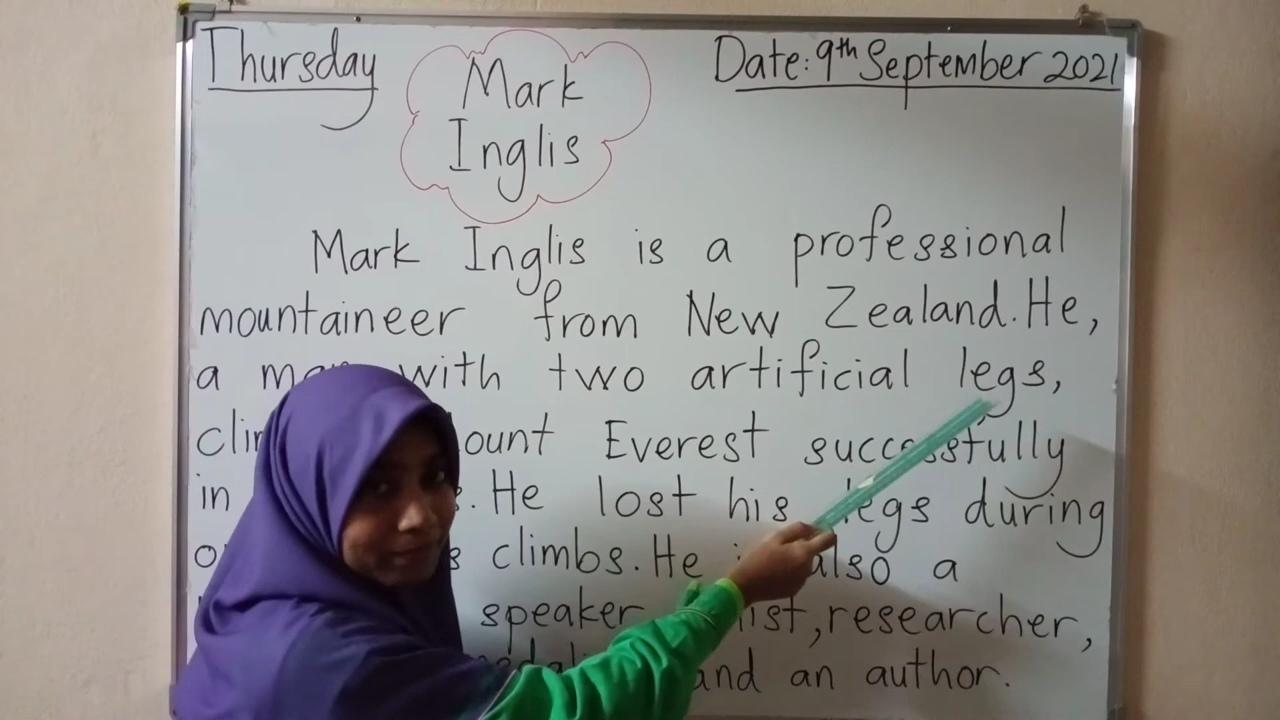 Thursday
Mark
Inglis
Date: 9th September 2021
Mark Inglis is a professional
mountaineer from New Zealand. He,
a man with two artificial legs,
Everest successfully
in He lost his legs during
climbs. He also a
speaker researcher,
and an author.